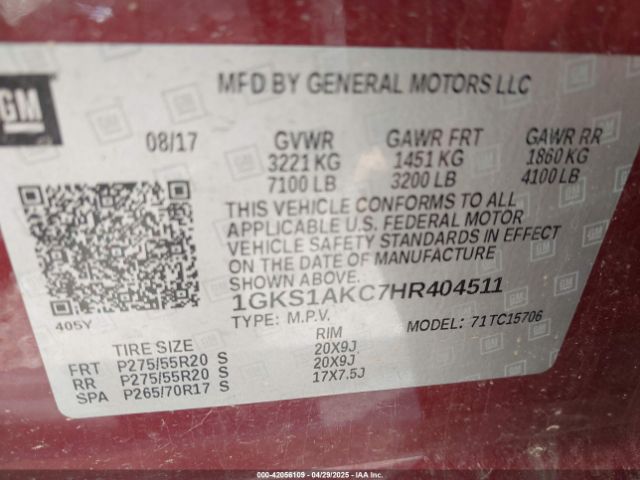 GM
MFD BY GENERAL MOTORS LLC
08/17 GVWR GAWR FRT GAWR RR
3221 KG 1451 KG 1860 KG
7100 LB 3200 LB 4100 LB
THIS VEHICLE CONFORMS TO ALL
APPLICABLE U.S. FEDERAL MOTOR
VEHICLE SAFETY STANDARDS IN EFFECT
ON THE DATE OF MANUFACTURE
SHOWN ABOVE.
1GKS1AKC7HR404511
405Y TYPE: M.P.V. MODEL: 71TC15706
TIRE SIZE RIM
FRT P275/55R20 S 20X9J
RR P275/55R20 S 20X9J
SPA P265/70R17 S 17X7.5J
000-42056109 | 04/29/2025 | IAAI, Inc.